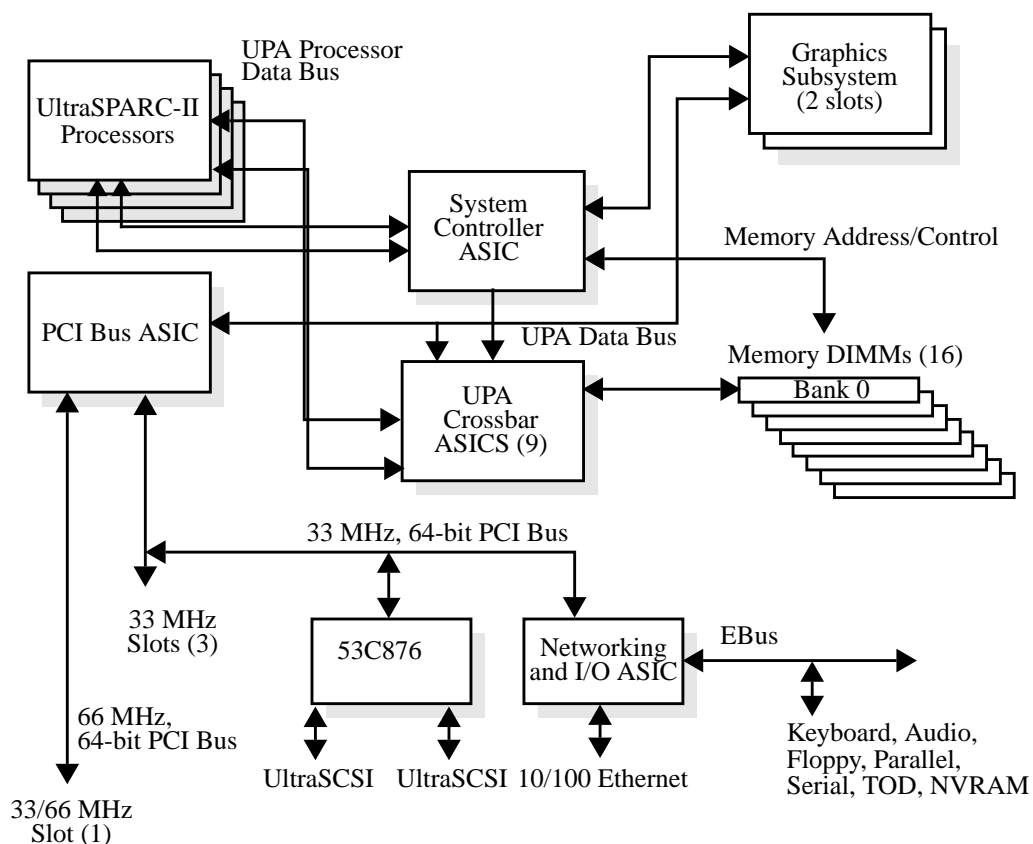 UPA Processor
Data Bus
Graphics
Subsystem
(2 slots)
UltraSPARC-II
Processors
System
Controller
ASIC
Memory Address/Control
PCI Bus ASIC
UPA Data Bus
Memory DIMMs (16)
Bank 0
UPA
Crossbar
ASICS (9)
33 MHz, 64-bit PCI Bus
33 MHz
Slots (3)
53C876
Networking
and I/O ASIC
EBus
66 MHz,
64-bit PCI Bus
Keyboard, Audio,
Floppy, Parallel,
Serial, TOD, NVRAM
UltraSCSI
UltraSCSI
10/100 Ethernet
33/66 MHz
Slot (1)